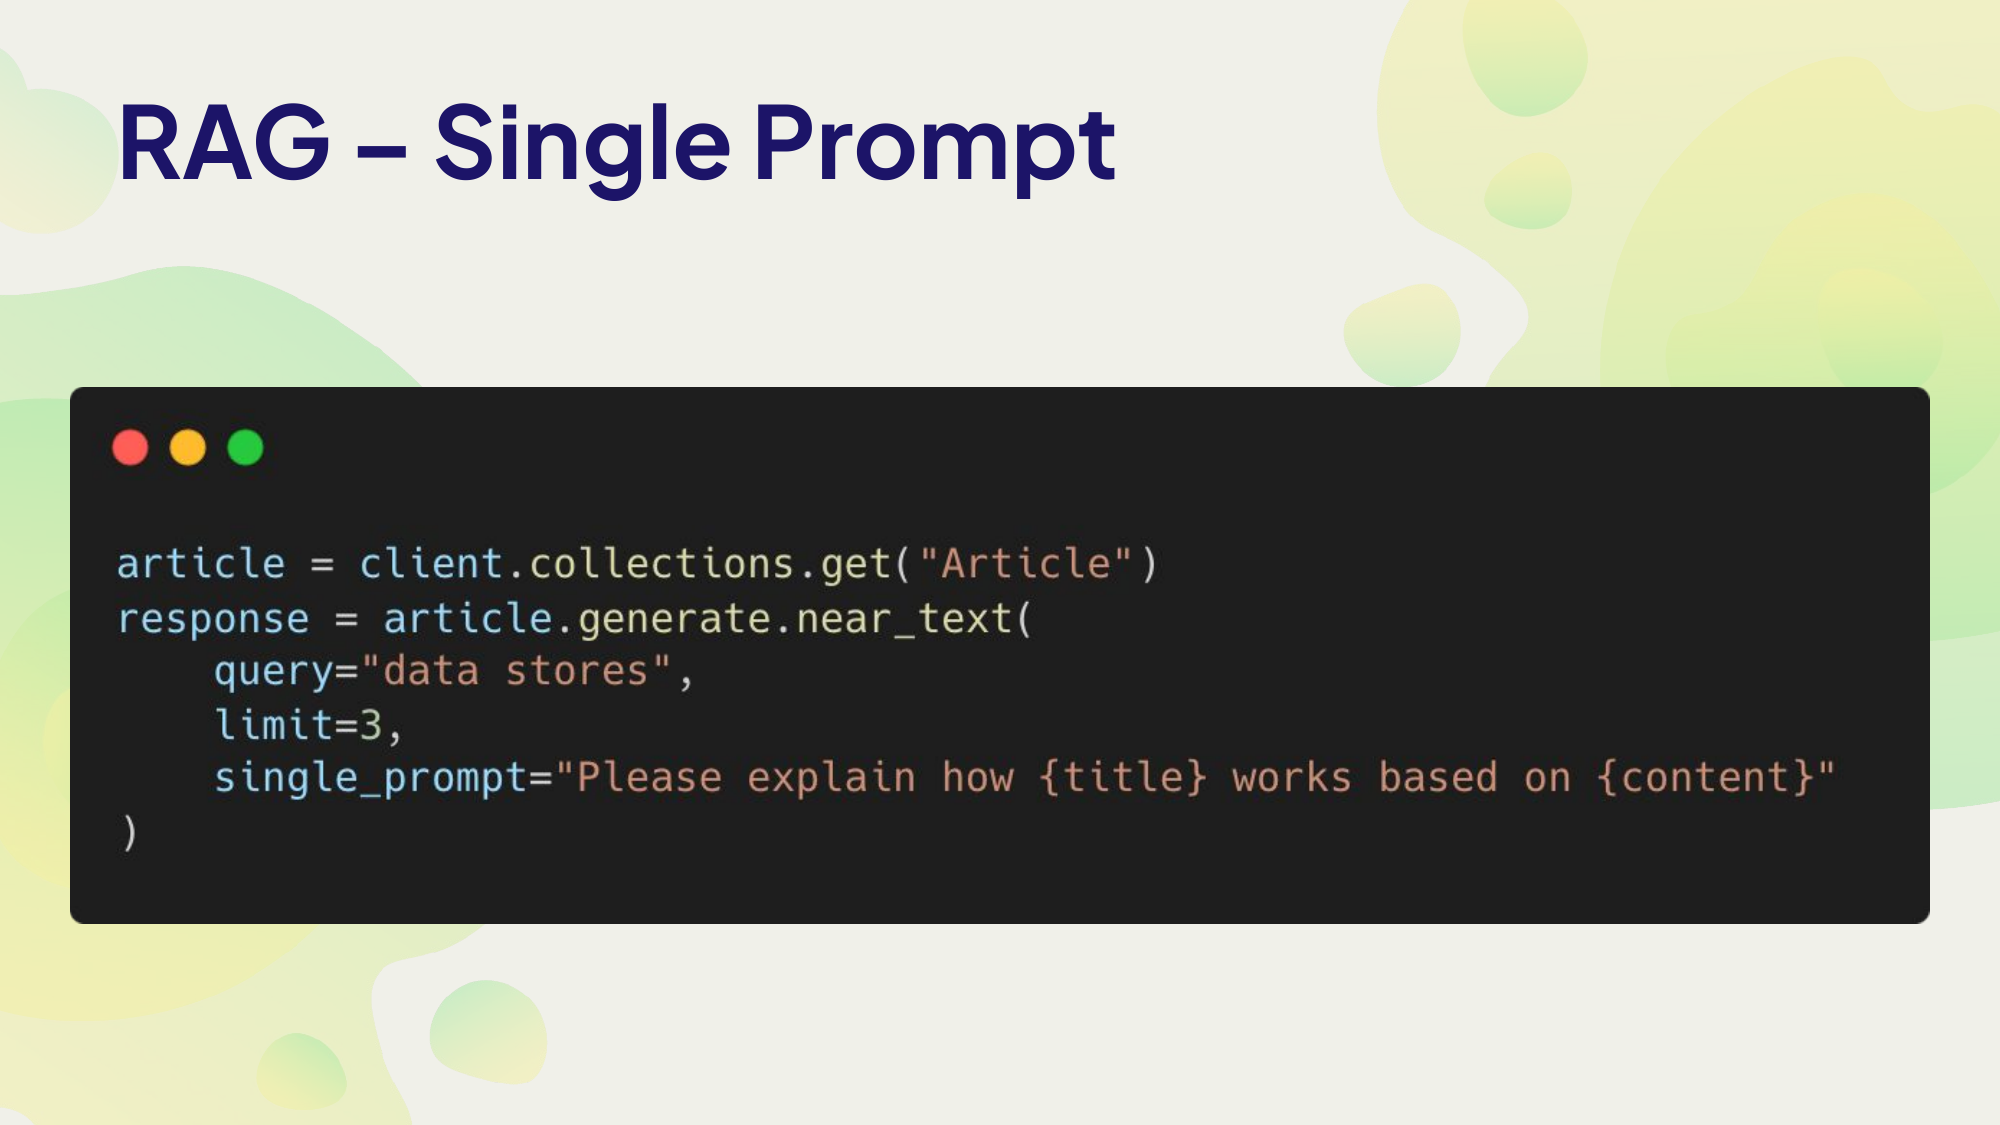 RAG – Single Prompt
article = client.collections.get("Article")
response = article.generate.near_text(
    query="data stores",
    limit=3,
    single_prompt="Please explain how {title} works based on {content}"
)